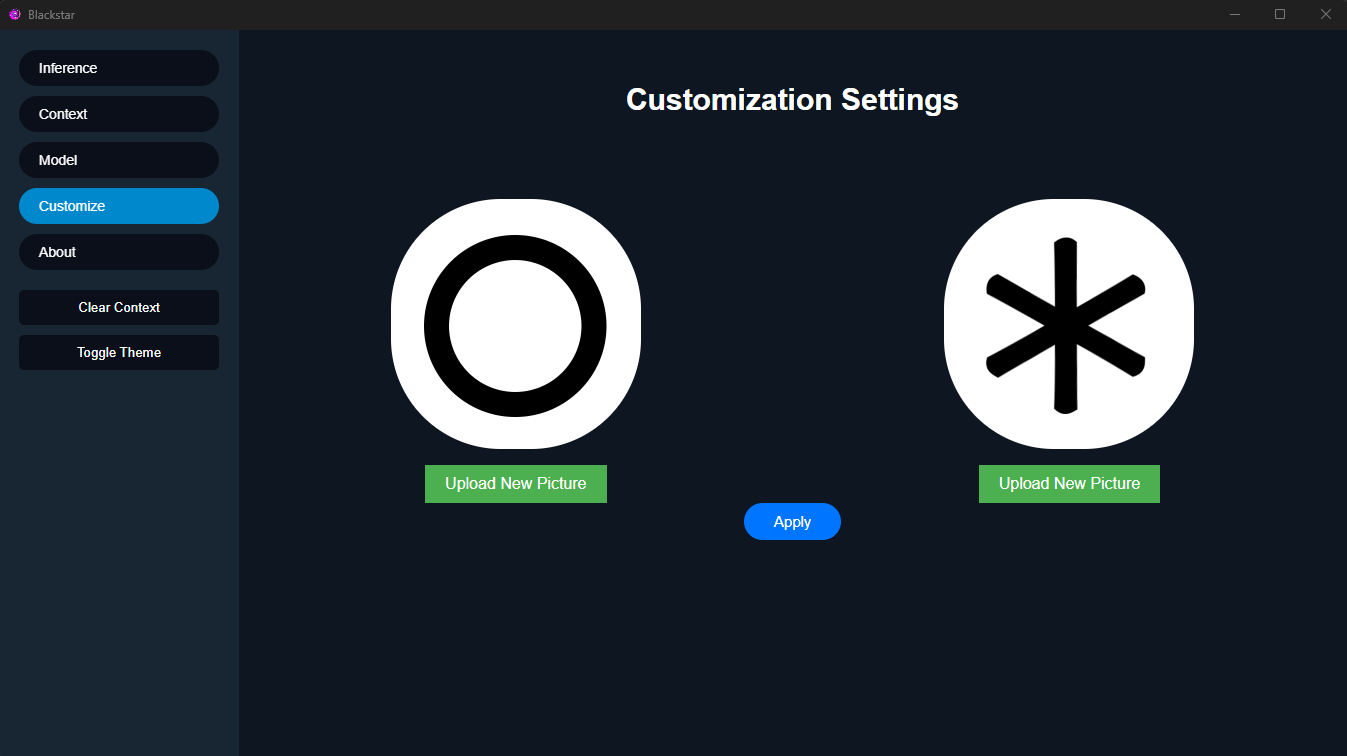 Blackstar
Inference
Context
Model
Customize
About
Clear Context
Toggle Theme
Customization Settings
Upload New Picture
Upload New Picture
Apply